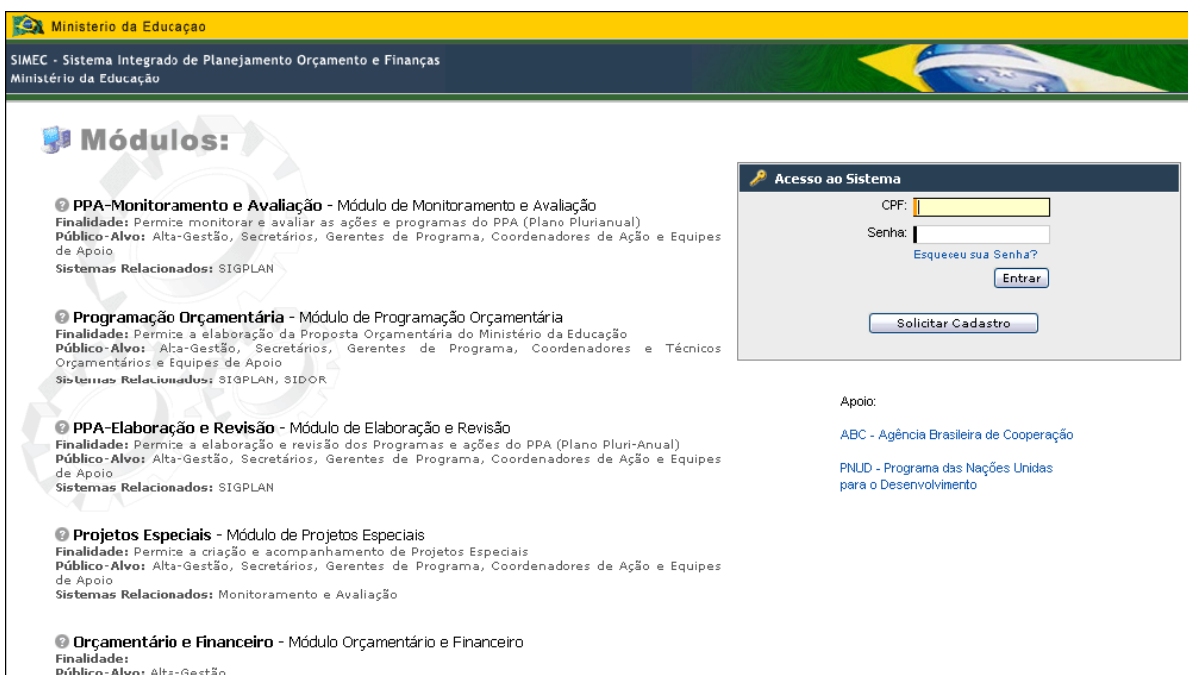 Ministerio da Educaçao
SIMEC - Sistema Integrado de Planejamento Orçamento e Finanças
Ministério da Educação
Módulos:
PPA-Monitoramento e Avaliação - Módulo de Monitoramento e Avaliação
Finalidade: Permite monitorar e avaliar as ações e programas do PPA (Plano Plurianual)
Público-Alvo: Alta-Gestão, Secretários, Gerentes de Programa, Coordenadores de Ação e Equipes
de Apoio
Sistemas Relacionados: SIGPLAN
Programação Orçamentária - Módulo de Programação Orçamentária
Finalidade: Permite a elaboração da Proposta Orçamentária do Ministério da Educação
Público-Alvo: Alta-Gestão, Secretários, Gerentes de Programa, Coordenadores e Técnicos
Orçamentários e Equipes de Apoio
Sistemas Relacionados: SIGPLAN, SIDOR
PPA-Elaboração e Revisão - Módulo de Elaboração e Revisão
Finalidade: Permite a elaboração e revisão dos Programas e ações do PPA (Plano Pluri-Anual)
Público-Alvo: Alta-Gestão, Secretários, Gerentes de Programa, Coordenadores de Ação e Equipes
de Apoio
Sistemas Relacionados: SIGPLAN
Projetos Especiais - Módulo de Projetos Especiais
Finalidade: Permite a criação e acompanhamento de Projetos Especiais
Público-Alvo: Alta-Gestão, Secretários, Gerentes de Programa, Coordenadores de Ação e Equipes
de Apoio
Sistemas Relacionados: Monitoramento e Avaliação
Orçamentário e Financeiro - Módulo Orçamentário e Financeiro
Finalidade:
Público-Alvo: Alta-Gestão
Acesso ao Sistema
CPF:
Senha:
Esqueceu sua Senha?
Entrar
Solicitar Cadastro
Apoio:
ABC - Agência Brasileira de Cooperação
PNUD - Programa das Nações Unidas
para o Desenvolvimento